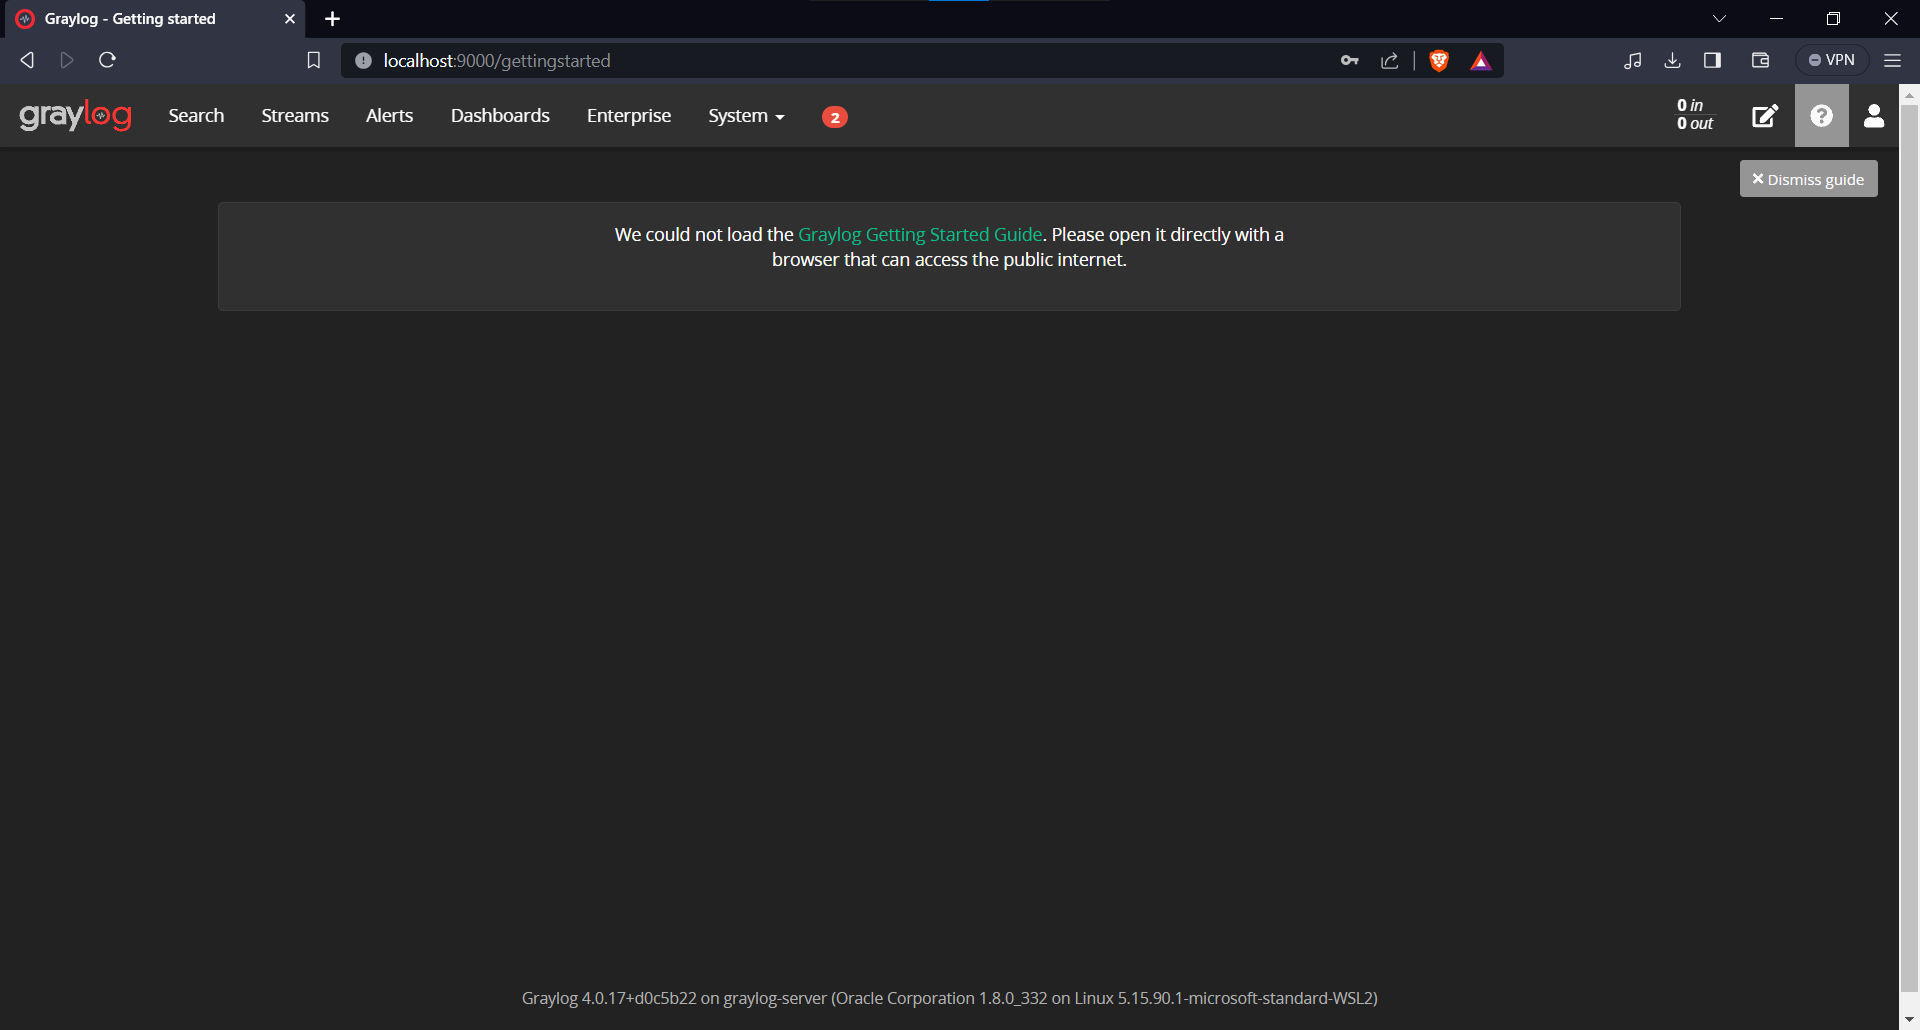 Graylog - Getting started
localhost:9000/gettingstarted
VPN
graylog
Search
Streams
Alerts
Dashboards
Enterprise
System
2
0 in
0 out
Dismiss guide
We could not load the Graylog Getting Started Guide. Please open it directly with a
browser that can access the public internet.
Graylog 4.0.17+d0c5b22 on graylog-server (Oracle Corporation 1.8.0_332 on Linux 5.15.90.1-microsoft-standard-WSL2)